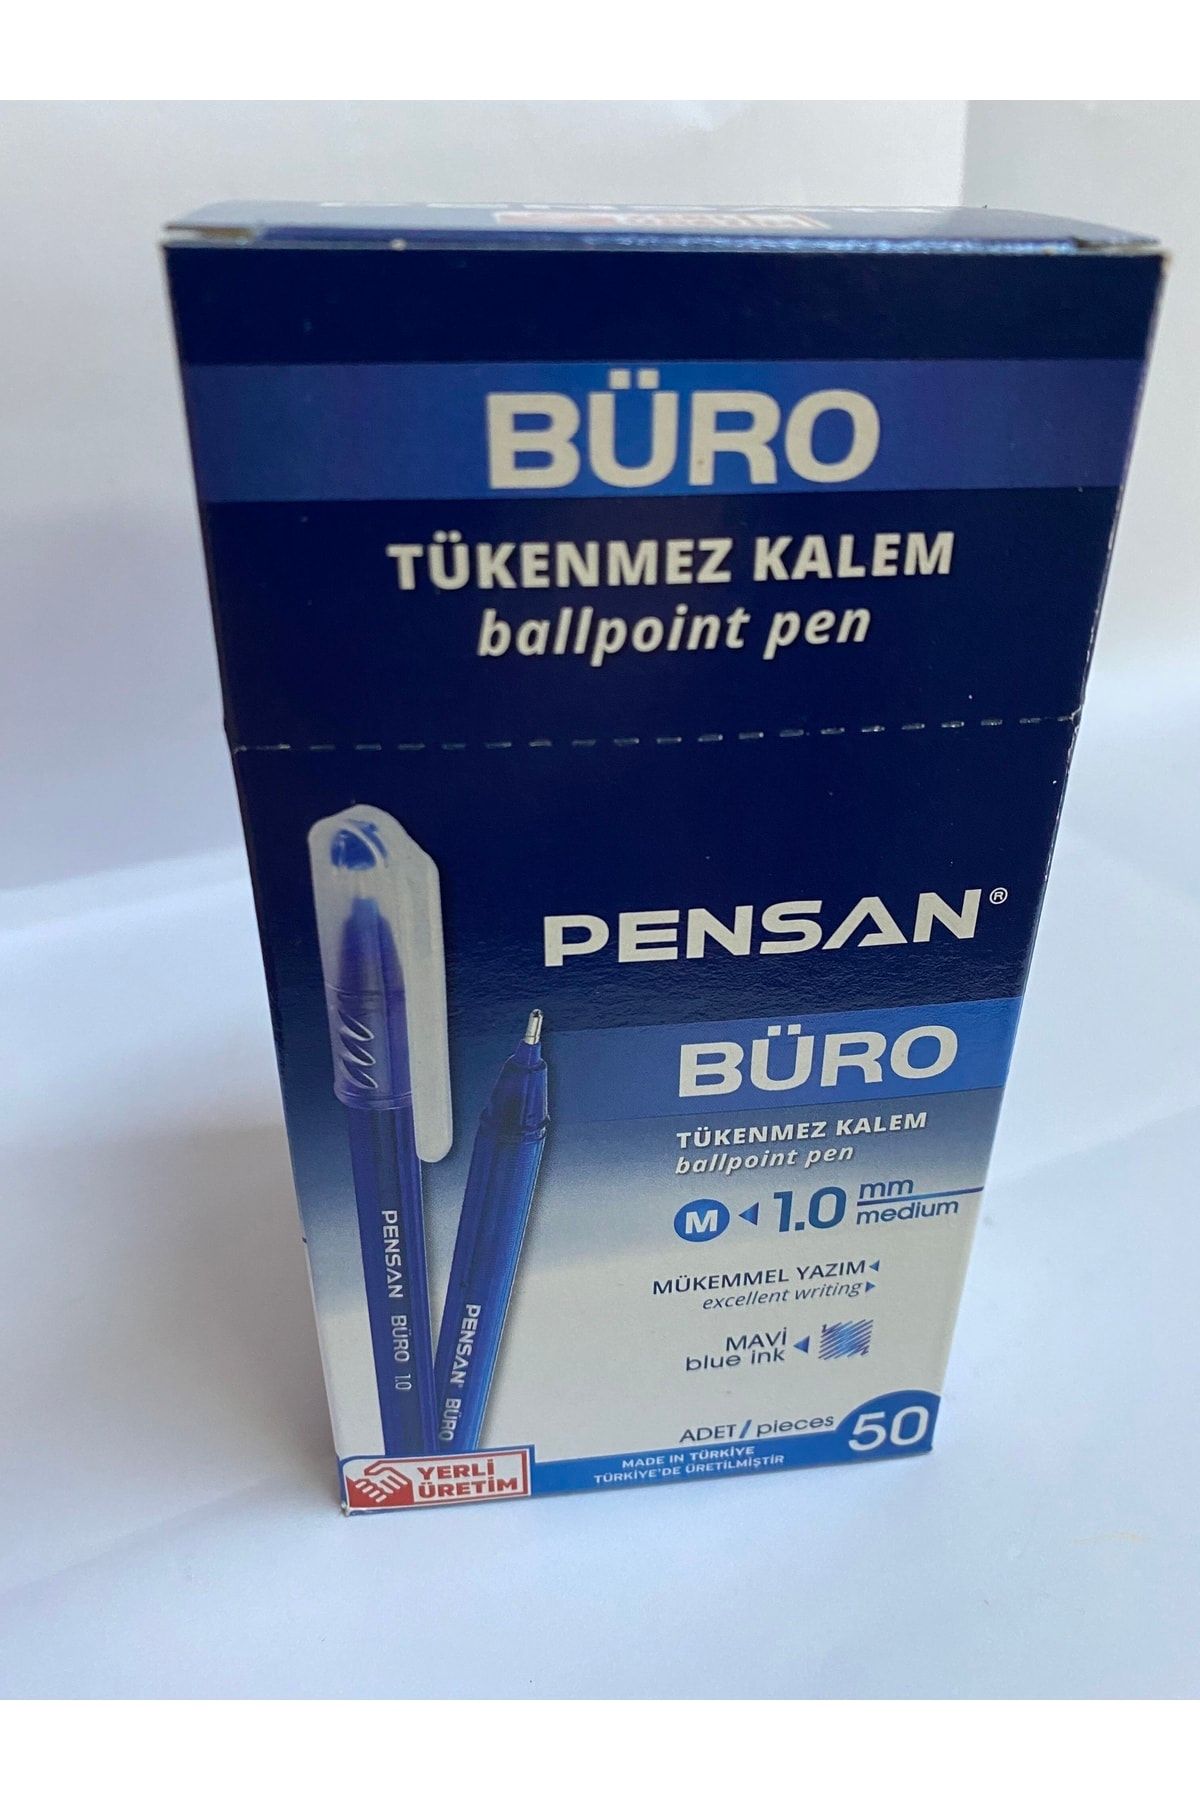 BÜRO
TÜKENMEZ KALEM
ballpoint pen
PENSAN®
BÜRO
TÜKENMEZ KALEM
ballpoint pen
M 1.0 mm
medium
MÜKEMMEL YAZIM
excellent writing
MAVİ
blue ink
ADET / pieces 50
MADE IN TÜRKİYE
TÜRKİYE'DE ÜRETİLMİŞTİR
YERLİ
ÜRETİM
PENSAN BÜRO 1.0
PENSAN BÜRO